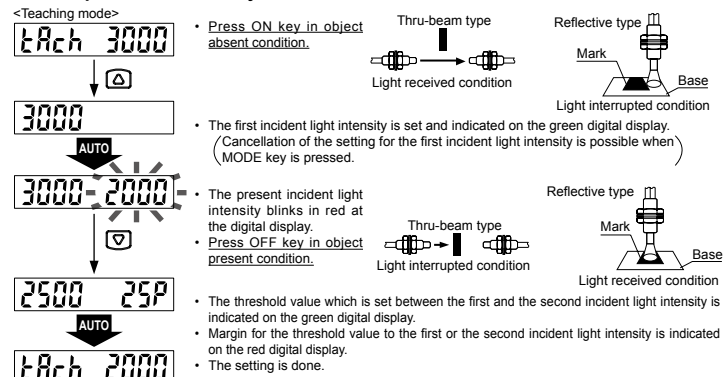 <Teaching mode>
tAch 3000
• Press ON key in object
absent condition.
Thru-beam type
Light received condition
Reflective type
Mark
Base
Light interrupted condition
3000
• The first incident light intensity is set and indicated on the green digital display.
(Cancellation of the setting for the first incident light intensity is possible when
MODE key is pressed.)
AUTO
3000 2000
• The present incident light
intensity blinks in red at
the digital display.
• Press OFF key in object
present condition.
Thru-beam type
Light interrupted condition
Reflective type
Mark
Base
Light received condition
2500 25P
• The threshold value which is set between the first and the second incident light intensity is
indicated on the green digital display.
AUTO
• Margin for the threshold value to the first or the second incident light intensity is indicated
on the red digital display.
tAch 2000
• The setting is done.